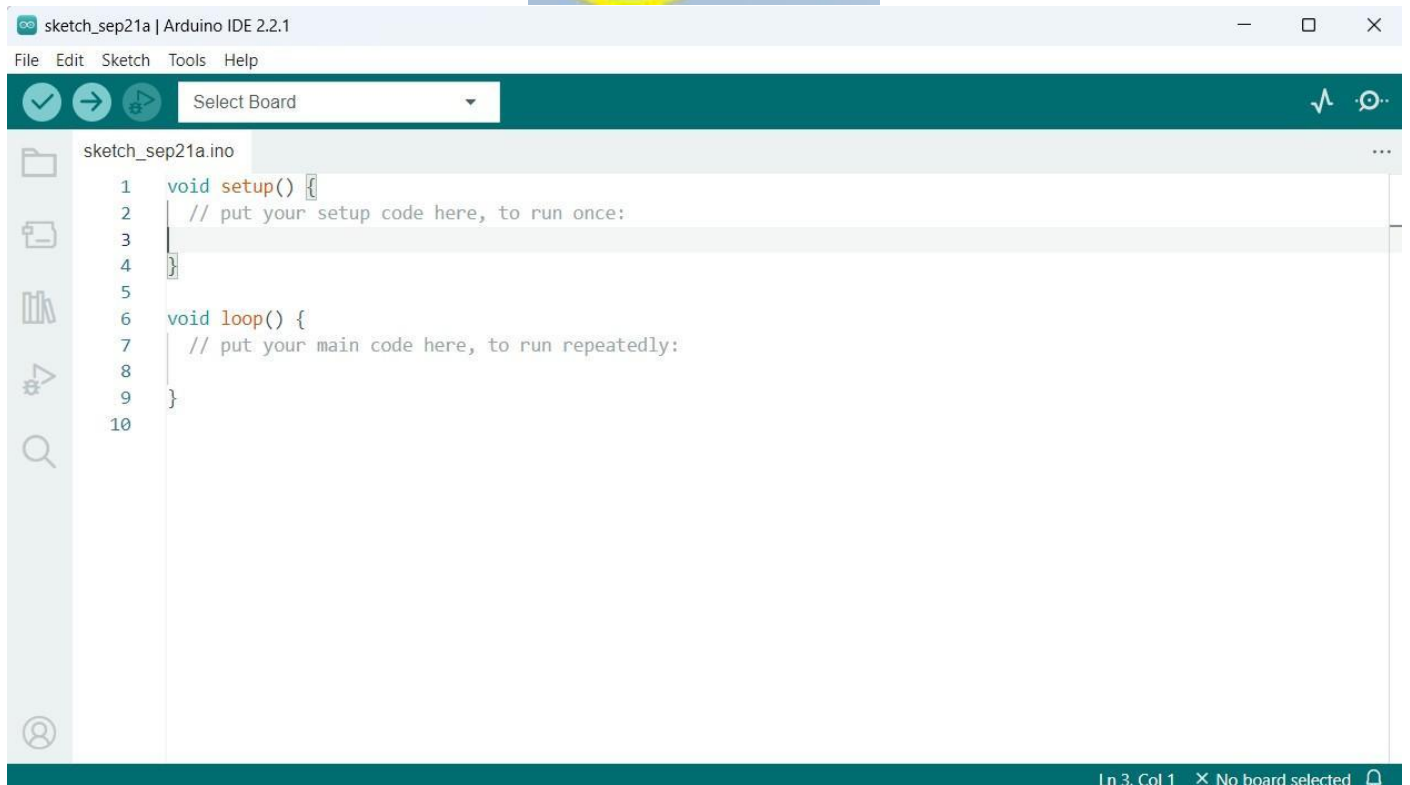 sketch_sep21a | Arduino IDE 2.2.1
File Edit Sketch Tools Help
Select Board
sketch_sep21a.ino
1 void setup() {
2 // put your setup code here, to run once:
3
4 }
5
6 void loop() {
7 // put your main code here, to run repeatedly:
8
9 }
10
Ln 3, Col 1 × No board selected